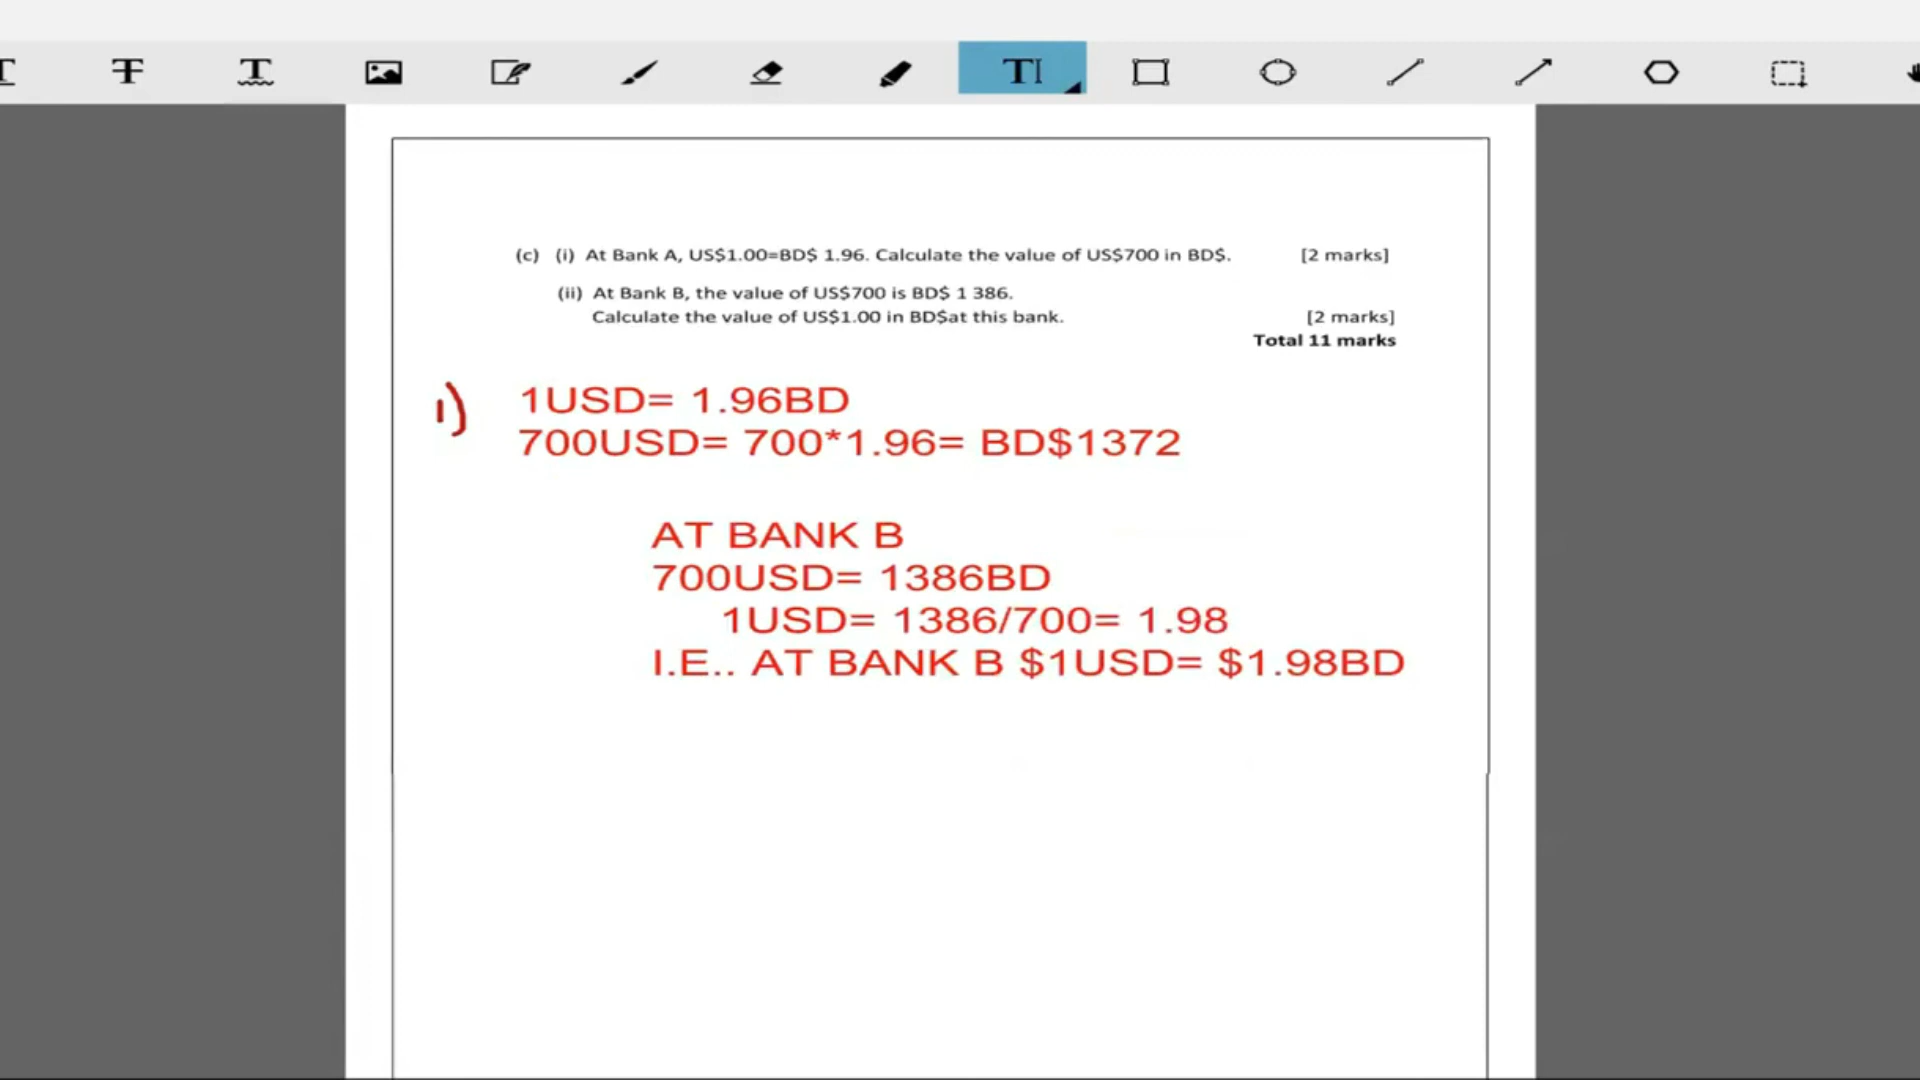 (c) (i) At Bank A, US$1.00=BD$ 1.96. Calculate the value of US$700 in BD$. [2 marks]
(ii) At Bank B, the value of US$700 is BD$ 1 386.
Calculate the value of US$1.00 in BD$at this bank. [2 marks]
Total 11 marks
1) 1USD= 1.96BD
700USD= 700*1.96= BD$1372
AT BANK B
700USD= 1386BD
1USD= 1386/700= 1.98
I.E.. AT BANK B $1USD= $1.98BD